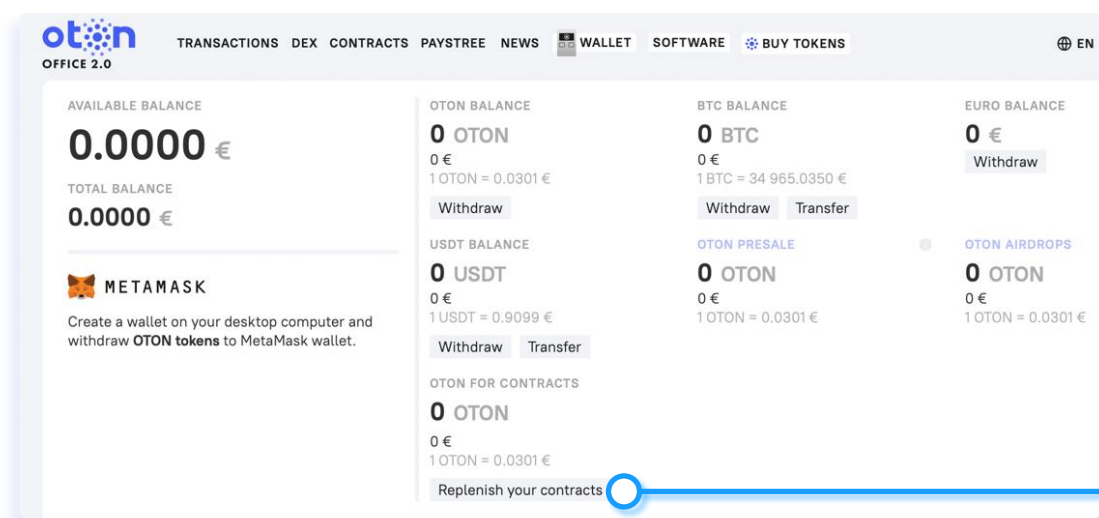 oton
OFFICE 2.0
TRANSACTIONS DEX CONTRACTS PAYSTREE NEWS WALLET SOFTWARE BUY TOKENS EN
AVAILABLE BALANCE
0.0000 €
TOTAL BALANCE
0.0000 €
METAMASK
Create a wallet on your desktop computer and
withdraw OTON tokens to MetaMask wallet.
OTON BALANCE
0 OTON
0 €
1 OTON = 0.0301 €
Withdraw
BTC BALANCE
0 BTC
0 €
1 BTC = 34 965.0350 €
Withdraw Transfer
EURO BALANCE
0 €
Withdraw
USDT BALANCE
0 USDT
0 €
1 USDT = 0.9099 €
Withdraw Transfer
OTON PRESALE
0 OTON
0 €
1 OTON = 0.0301 €
OTON AIRDROPS
0 OTON
0 €
1 OTON = 0.0301 €
OTON FOR CONTRACTS
0 OTON
0 €
1 OTON = 0.0301 €
Replenish your contracts